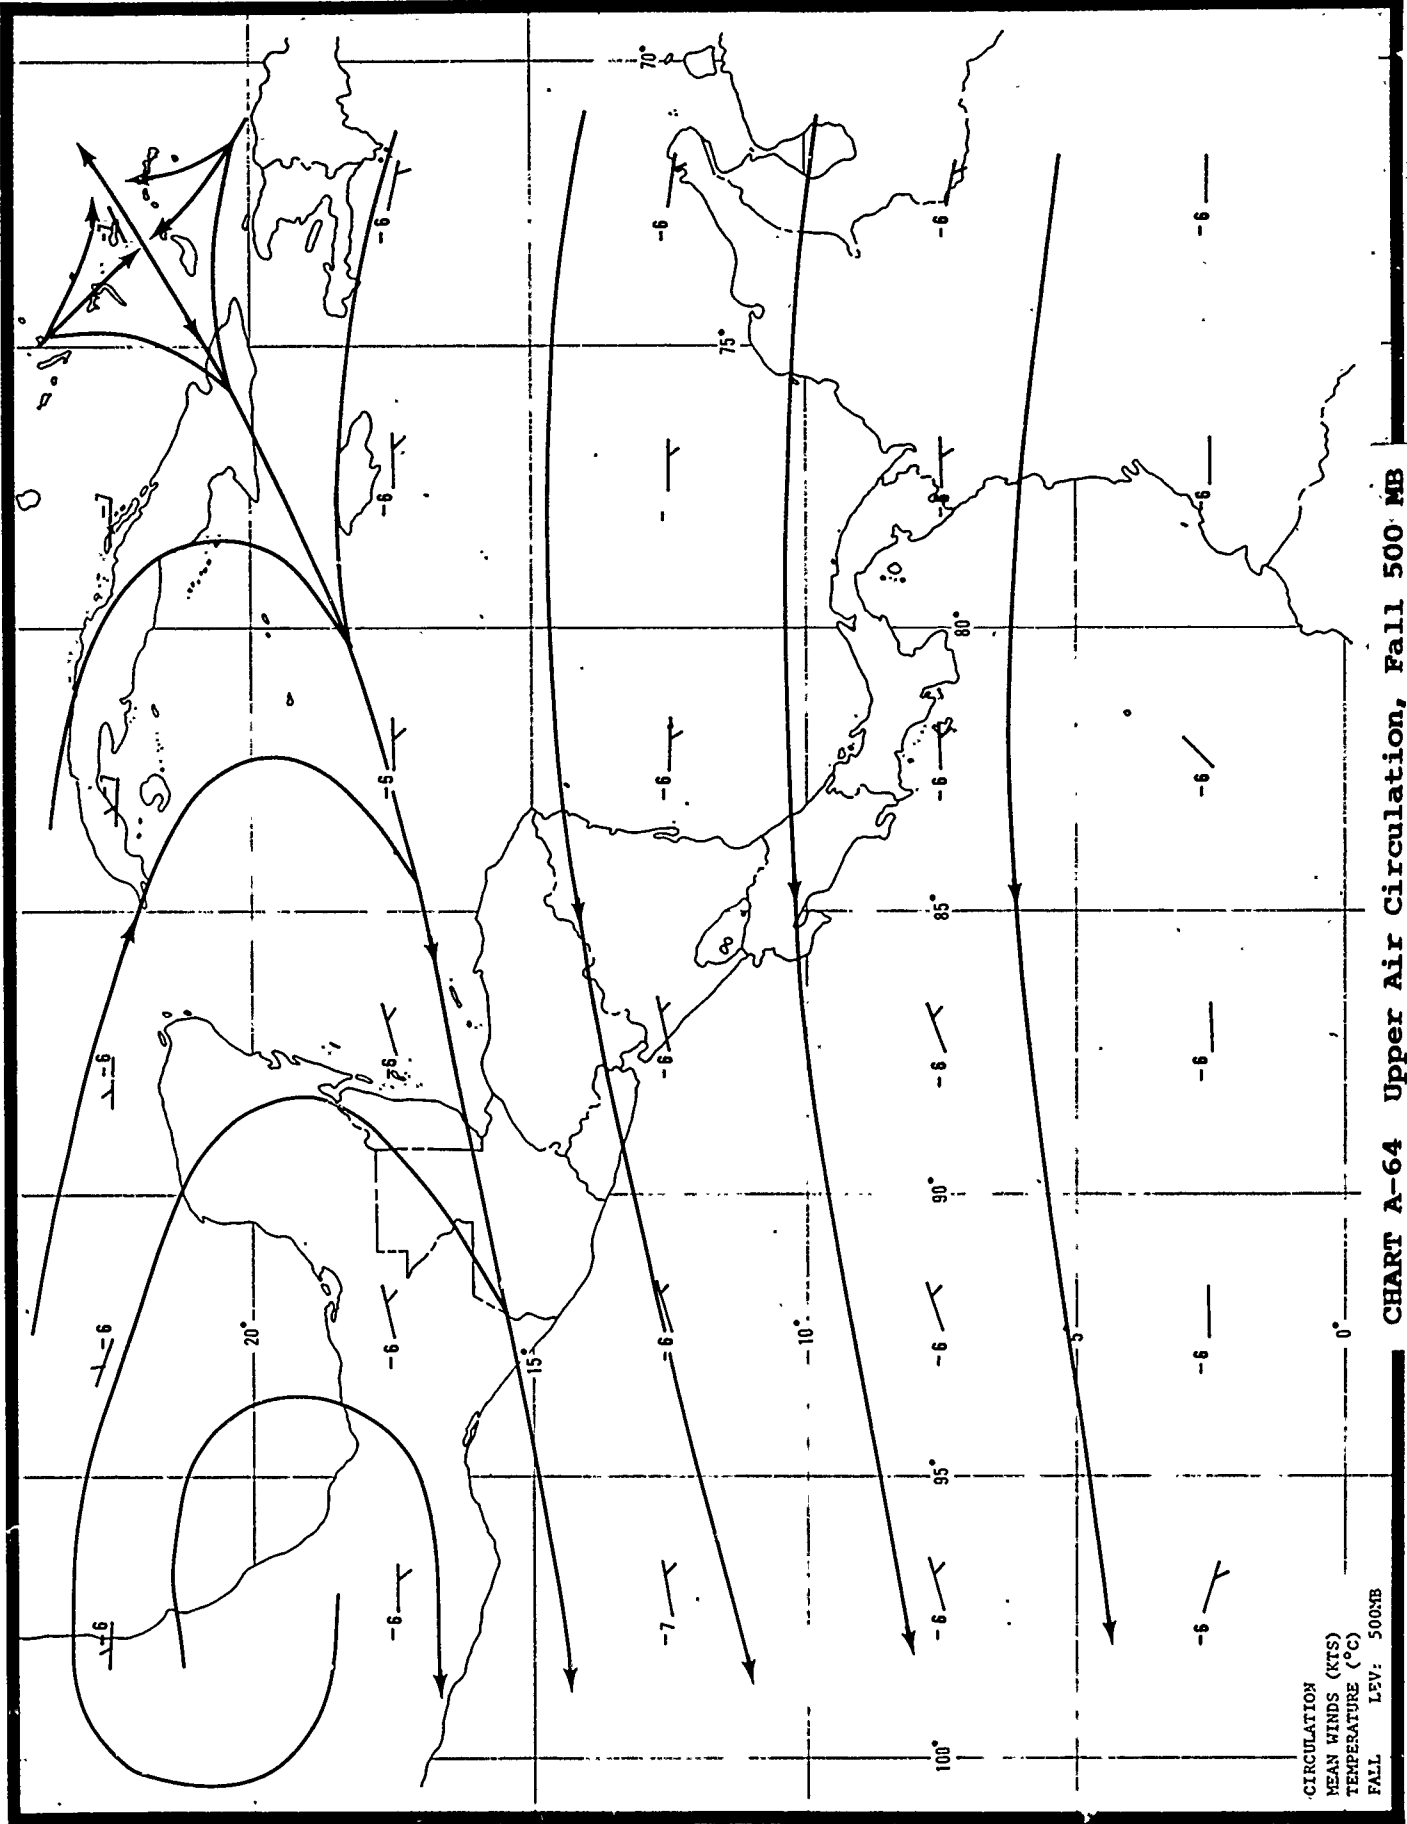 -6 -6 -6 -7
20°
-6 -6 -6 -5 -6 -6
15°
70°
-7 -6 -6 -6 -6
75°
10°
-6 -6 -6 -6 -6 -6
100° 95° 90° 85° 80°
5
-6 -6 -6 -6 -6 -6
0°
CIRCULATION
MEAN WINDS (KTS)
TEMPERATURE (°C)
FALL LEV: 500MB
CHART A-64 Upper Air Circulation, Fall 500 MB